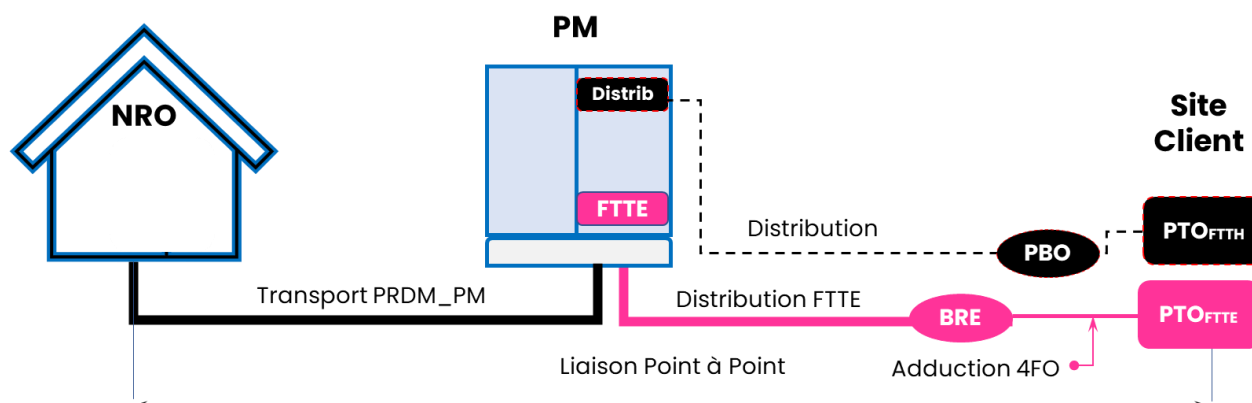 PM
NRO
Distrib
Site
Client
FTTE
Distribution
PBO
PTOFTTH
Transport PRDM_PM
Distribution FTTE
BRE
PTOFTTE
Liaison Point à Point
Adduction 4FO